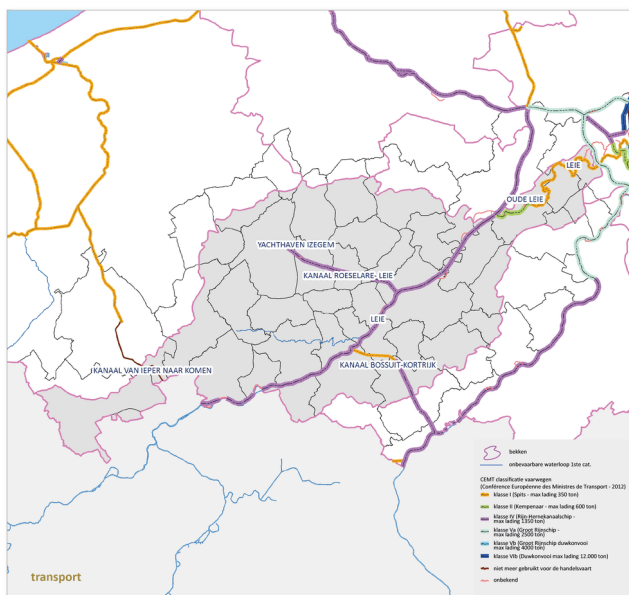 LEIE
OUDE LEIE
YACHTHAVEN IZEGEM
KANAAL ROESELARE- LEIE
LEIE
KANAAL BOSSUIT-KORTRIJK
KANAAL VAN IEPER NAAR KOMEN
bekken
onbevaarbare waterloop 1ste cat.
CEMT classificatie vaarwegen
(Conférence Européenne des Ministres de Transport - 2012)
klasse I (Spits - max lading 350 ton)
klasse II (Kempenaar - max lading 600 ton)
klasse IV (Rijn-Hernekanaalschip -
max lading 1350 ton)
klasse Va (Groot Rijnschip -
max lading 2500 ton)
klasse Vb (Groot Rijnschip duwkonvooi
max lading 4000 ton)
klasse VIb (Duwkonvooi max lading 12.000 ton)
niet meer gebruikt voor de handelsvaart
onbekend
transport